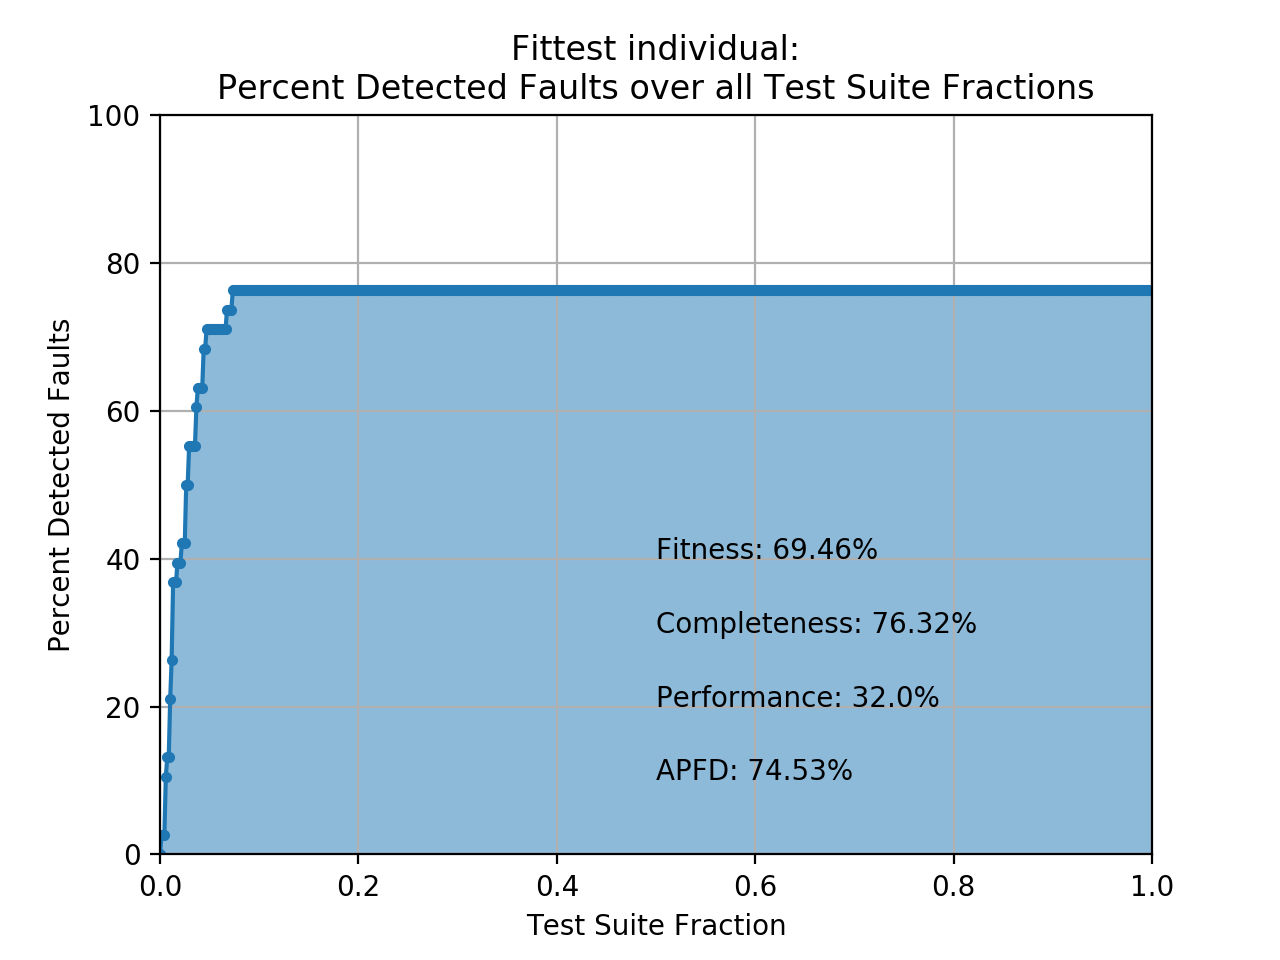 Fittest individual:
Percent Detected Faults over all Test Suite Fractions
100
80
60
40
20
0
Percent Detected Faults
Fitness: 69.46%
Completeness: 76.32%
Performance: 32.0%
APFD: 74.53%
0.0 0.2 0.4 0.6 0.8 1.0
Test Suite Fraction